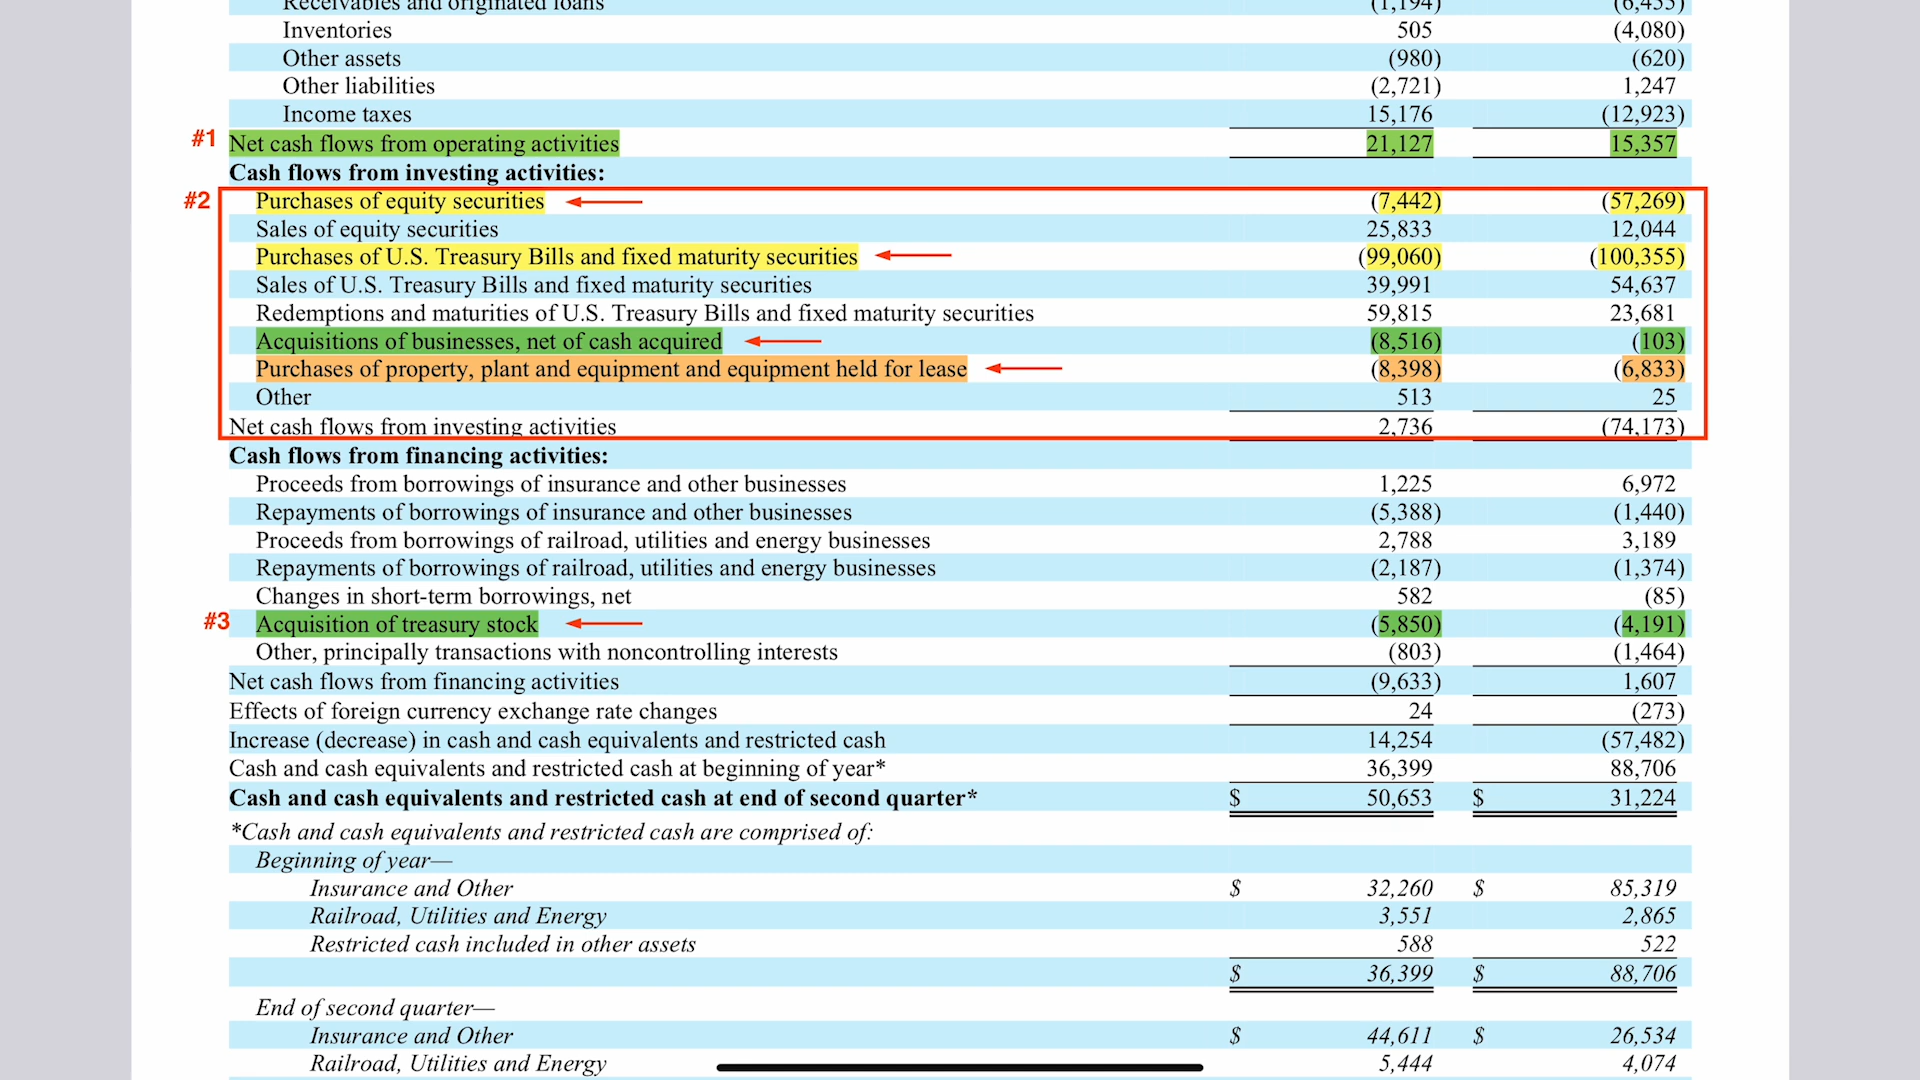 Receivables and originated loans (1,194) (6,455)
Inventories 505 (4,080)
Other assets (980) (620)
Other liabilities (2,721) 1,247
Income taxes 15,176 (12,923)
#1 Net cash flows from operating activities 21,127 15,357
Cash flows from investing activities:
#2 Purchases of equity securities (7,442) (57,269)
Sales of equity securities 25,833 12,044
Purchases of U.S. Treasury Bills and fixed maturity securities (99,060) (100,355)
Sales of U.S. Treasury Bills and fixed maturity securities 39,991 54,637
Redemptions and maturities of U.S. Treasury Bills and fixed maturity securities 59,815 23,681
Acquisitions of businesses, net of cash acquired (8,516) (103)
Purchases of property, plant and equipment and equipment held for lease (8,398) (6,833)
Other 513 25
Net cash flows from investing activities 2,736 (74,173)
Cash flows from financing activities:
Proceeds from borrowings of insurance and other businesses 1,225 6,972
Repayments of borrowings of insurance and other businesses (5,388) (1,440)
Proceeds from borrowings of railroad, utilities and energy businesses 2,788 3,189
Repayments of borrowings of railroad, utilities and energy businesses (2,187) (1,374)
Changes in short-term borrowings, net 582 (85)
#3 Acquisition of treasury stock (5,850) (4,191)
Other, principally transactions with noncontrolling interests (803) (1,464)
Net cash flows from financing activities (9,633) 1,607
Effects of foreign currency exchange rate changes 24 (273)
Increase (decrease) in cash and cash equivalents and restricted cash 14,254 (57,482)
Cash and cash equivalents and restricted cash at beginning of year* 36,399 88,706
Cash and cash equivalents and restricted cash at end of second quarter* $ 50,653 $ 31,224
*Cash and cash equivalents and restricted cash are comprised of:
Beginning of year—
Insurance and Other $ 32,260 $ 85,319
Railroad, Utilities and Energy 3,551 2,865
Restricted cash included in other assets 588 522
$ 36,399 $ 88,706
End of second quarter—
Insurance and Other $ 44,611 $ 26,534
Railroad, Utilities and Energy 5,444 4,074